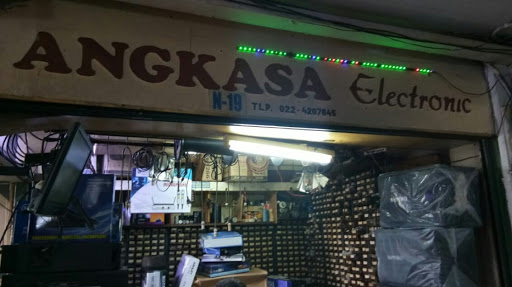 ANGKASA Electronic
N-19 TLP. 022-4207645